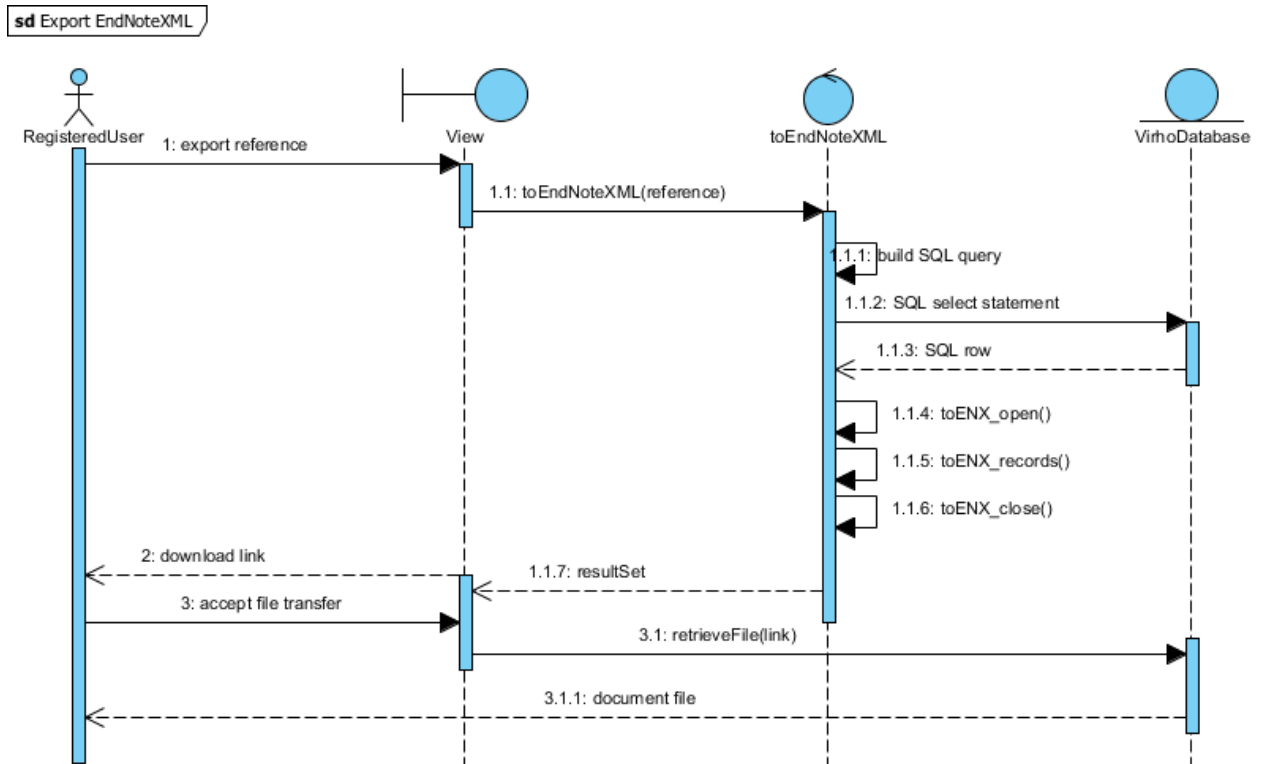 sd Export EndNoteXML
RegisteredUser
View
toEndNoteXML
VirhoDatabase
1: export reference
1.1: toEndNoteXML(reference)
1.1.1: build SQL query
1.1.2: SQL select statement
1.1.3: SQL row
1.1.4: toENX_open()
1.1.5: toENX_records()
1.1.6: toENX_close()
2: download link
1.1.7: resultSet
3: accept file transfer
3.1: retrieveFile(link)
3.1.1: document file